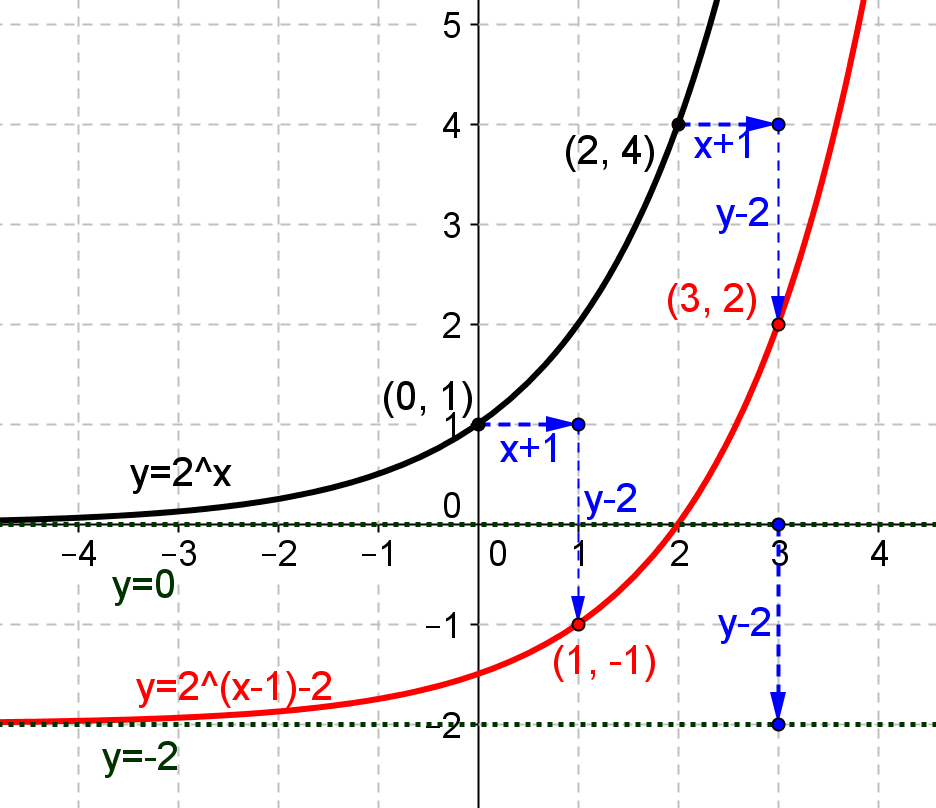 5
4
(2, 4)
x+1
3
y-2
(3, 2)
2
(0, 1)
1
x+1
y=2^x
0
y-2
−4 −3 −2 −1 0 1 2 3 4
y=0
−1
y-2
(1, -1)
y=2^(x-1)-2
−2
y=-2